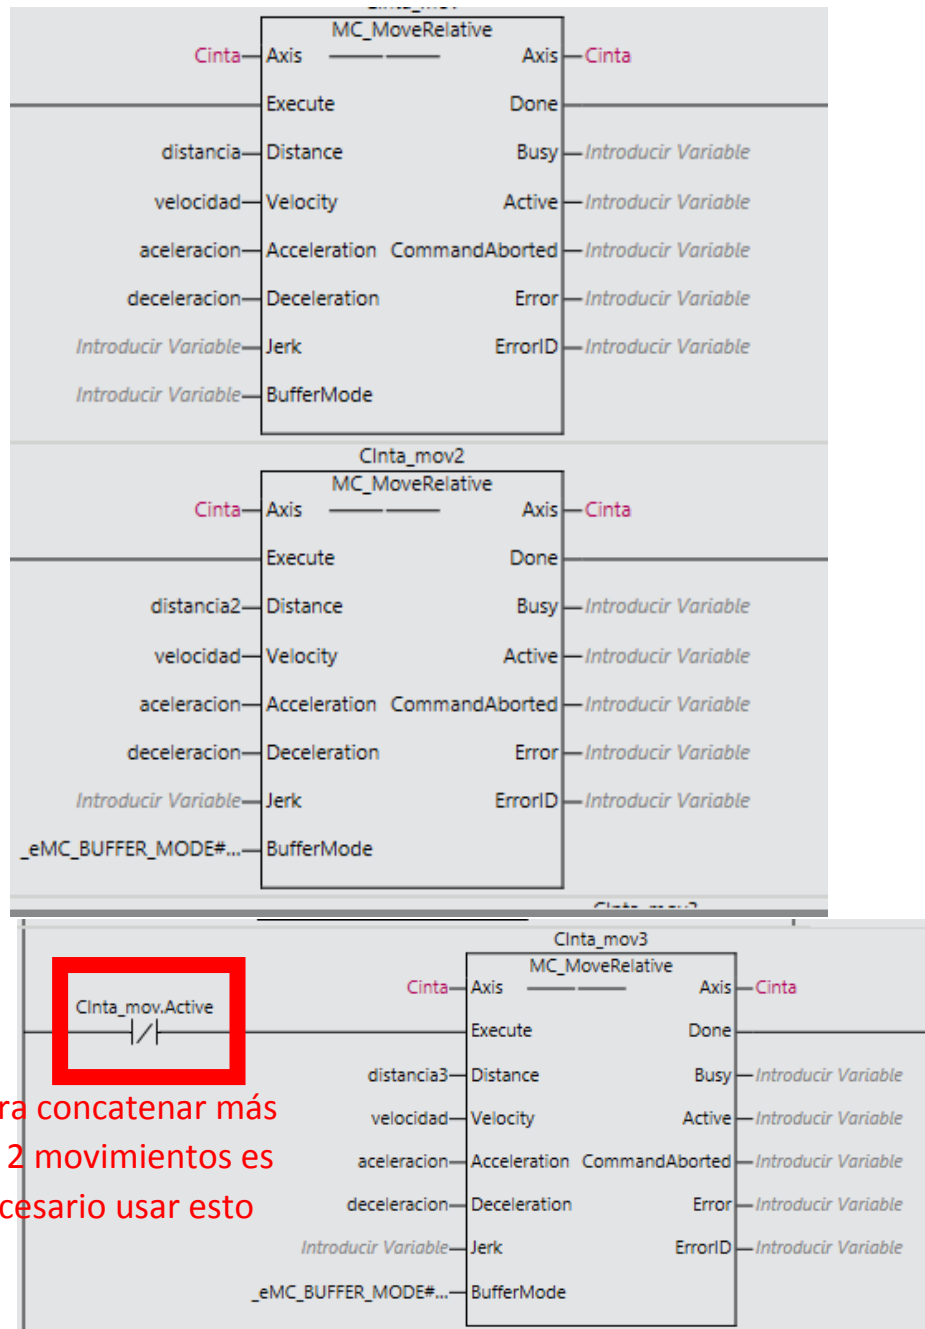 MC_MoveRelative
Cinta Axis Axis Cinta
Execute Done
distancia Distance Busy Introducir Variable
velocidad Velocity Active Introducir Variable
aceleracion Acceleration CommandAborted Introducir Variable
deceleracion Deceleration Error Introducir Variable
Introducir Variable Jerk ErrorID Introducir Variable
Introducir Variable BufferMode
CInta_mov2
MC_MoveRelative
Cinta Axis Axis Cinta
Execute Done
distancia2 Distance Busy Introducir Variable
velocidad Velocity Active Introducir Variable
aceleracion Acceleration CommandAborted Introducir Variable
deceleracion Deceleration Error Introducir Variable
Introducir Variable Jerk ErrorID Introducir Variable
_eMC_BUFFER_MODE#... BufferMode
CInta_mov3
MC_MoveRelative
Cinta Axis Axis Cinta
CInta_mov.Active
Execute Done
distancia3 Distance Busy Introducir Variable
ra concatenar más
velocidad Velocity Active Introducir Variable
2 movimientos es
aceleracion Acceleration CommandAborted Introducir Variable
cesario usar esto
deceleracion Deceleration Error Introducir Variable
Introducir Variable Jerk ErrorID Introducir Variable
_eMC_BUFFER_MODE#... BufferMode